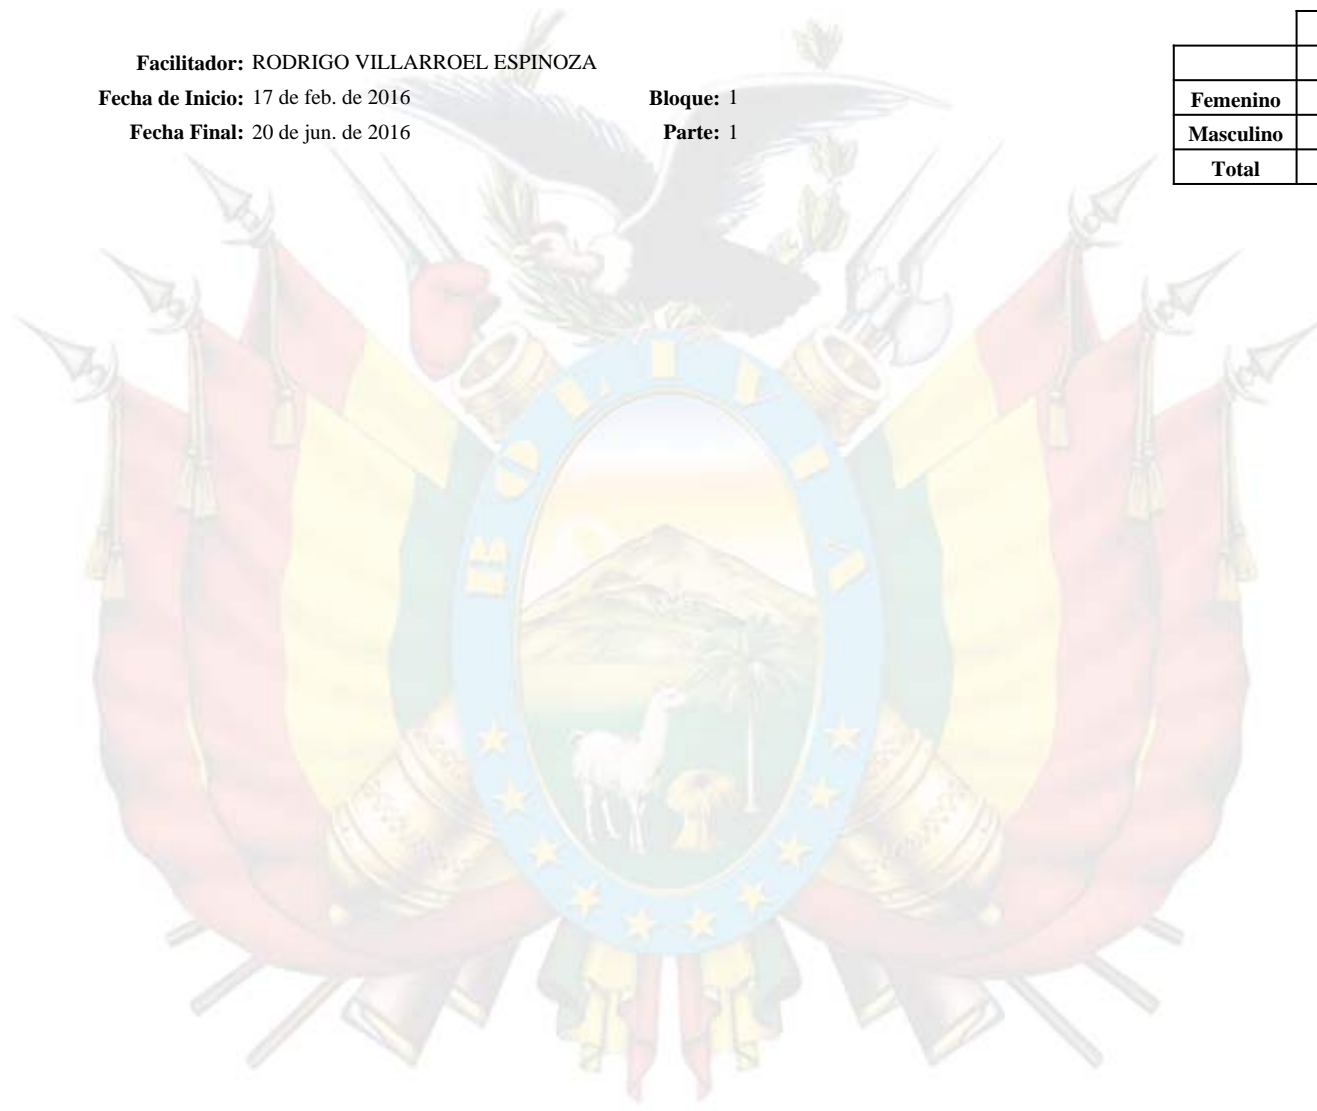 Facilitador: RODRIGO VILLARROEL ESPINOZA
Fecha de Inicio: 17 de feb. de 2016 Bloque: 1
Fecha Final: 20 de jun. de 2016 Parte: 1
Femenino
Masculino
Total
BOLIVIA